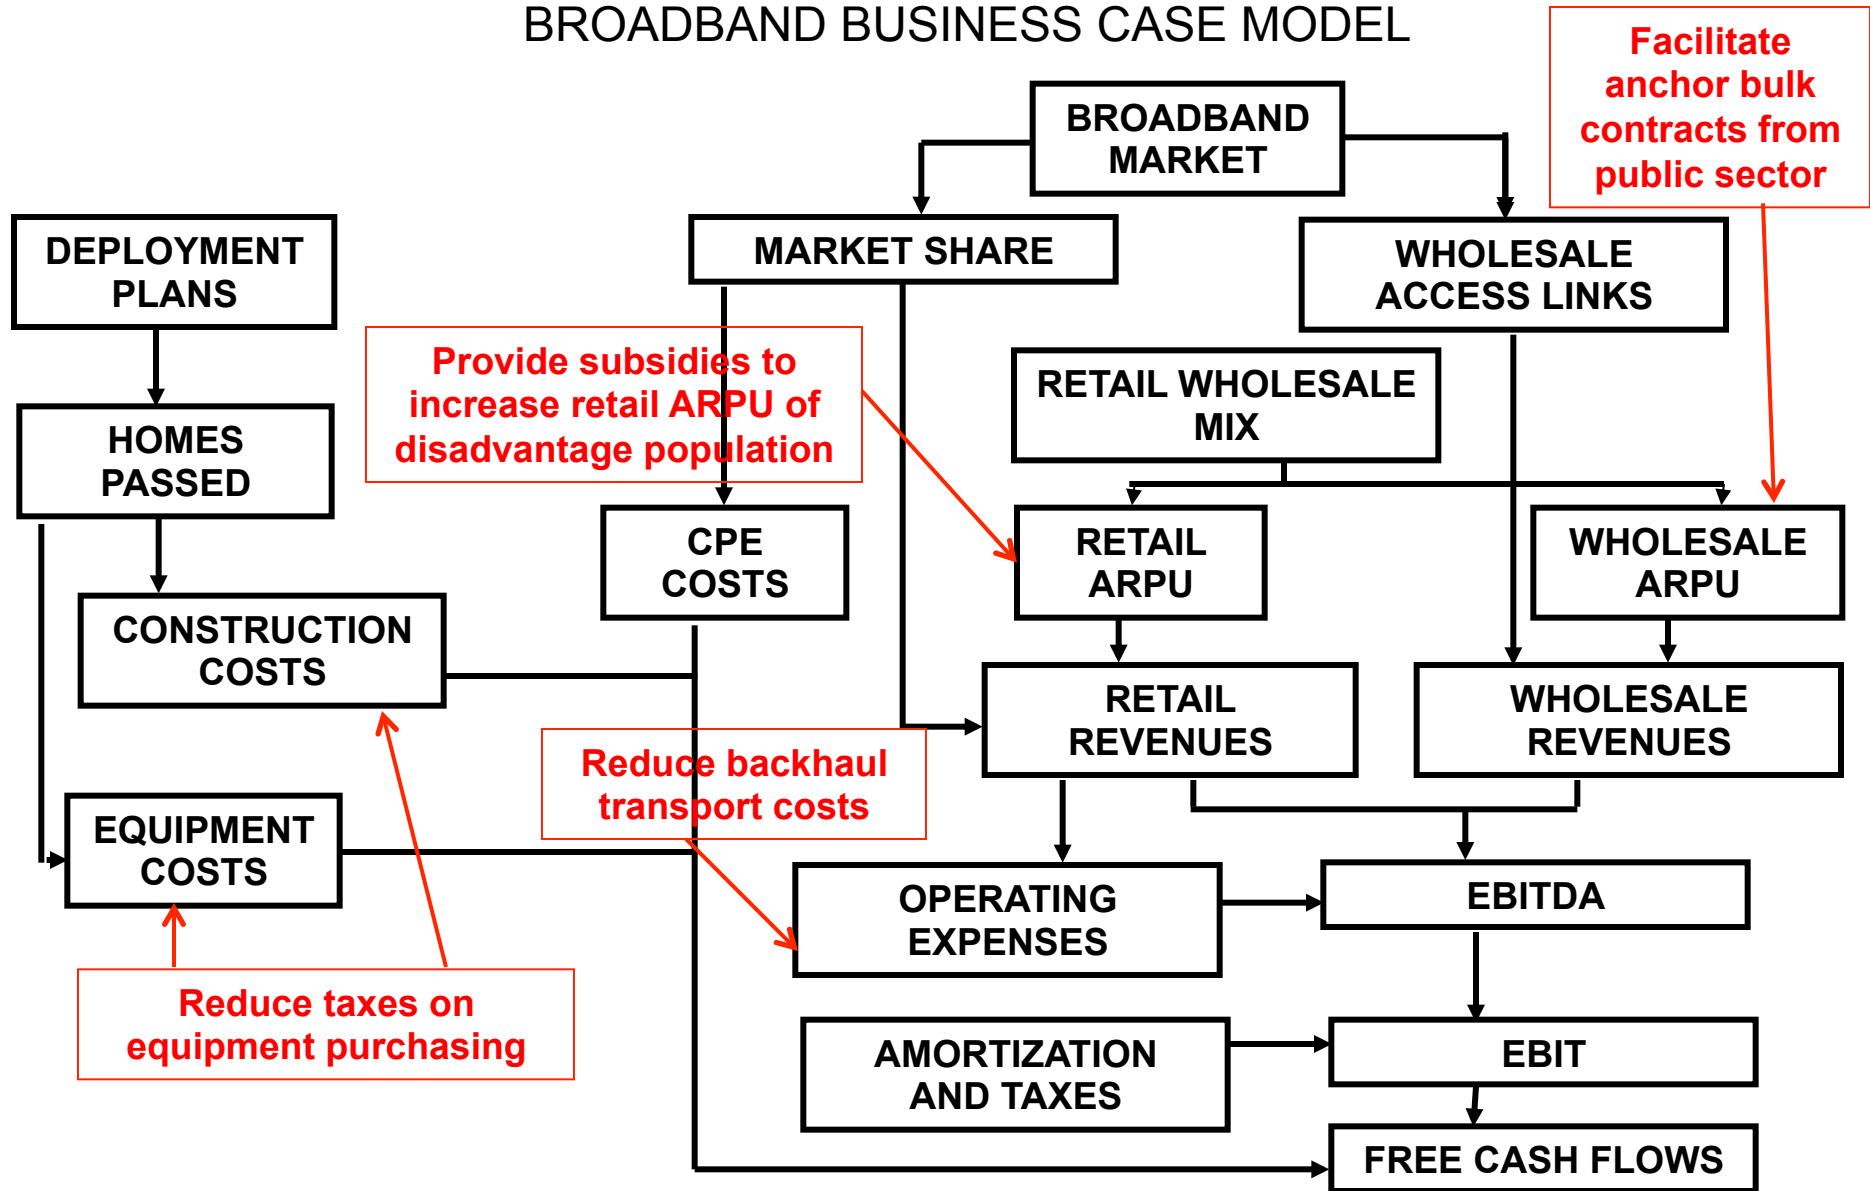 BROADBAND BUSINESS CASE MODEL
Facilitate
anchor bulk
contracts from
public sector
BROADBAND
MARKET
DEPLOYMENT
PLANS
MARKET SHARE
WHOLESALE
ACCESS LINKS
Provide subsidies to
increase retail ARPU of
disadvantage population
RETAIL WHOLESALE
MIX
HOMES
PASSED
CPE
COSTS
RETAIL
ARPU
WHOLESALE
ARPU
CONSTRUCTION
COSTS
RETAIL
REVENUES
WHOLESALE
REVENUES
Reduce backhaul
transport costs
EQUIPMENT
COSTS
OPERATING
EXPENSES
EBITDA
Reduce taxes on
equipment purchasing
AMORTIZATION
AND TAXES
EBIT
FREE CASH FLOWS